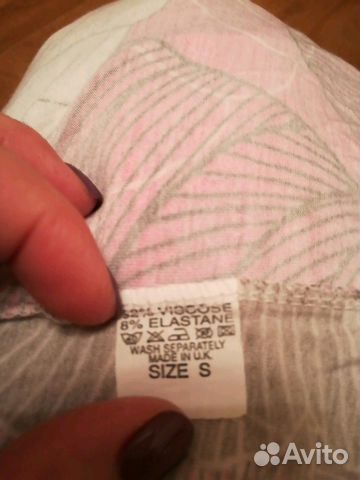 92% VISCOSE
8% ELASTANE
WASH SEPARATELY
MADE IN U.K.
SIZE S
Avito